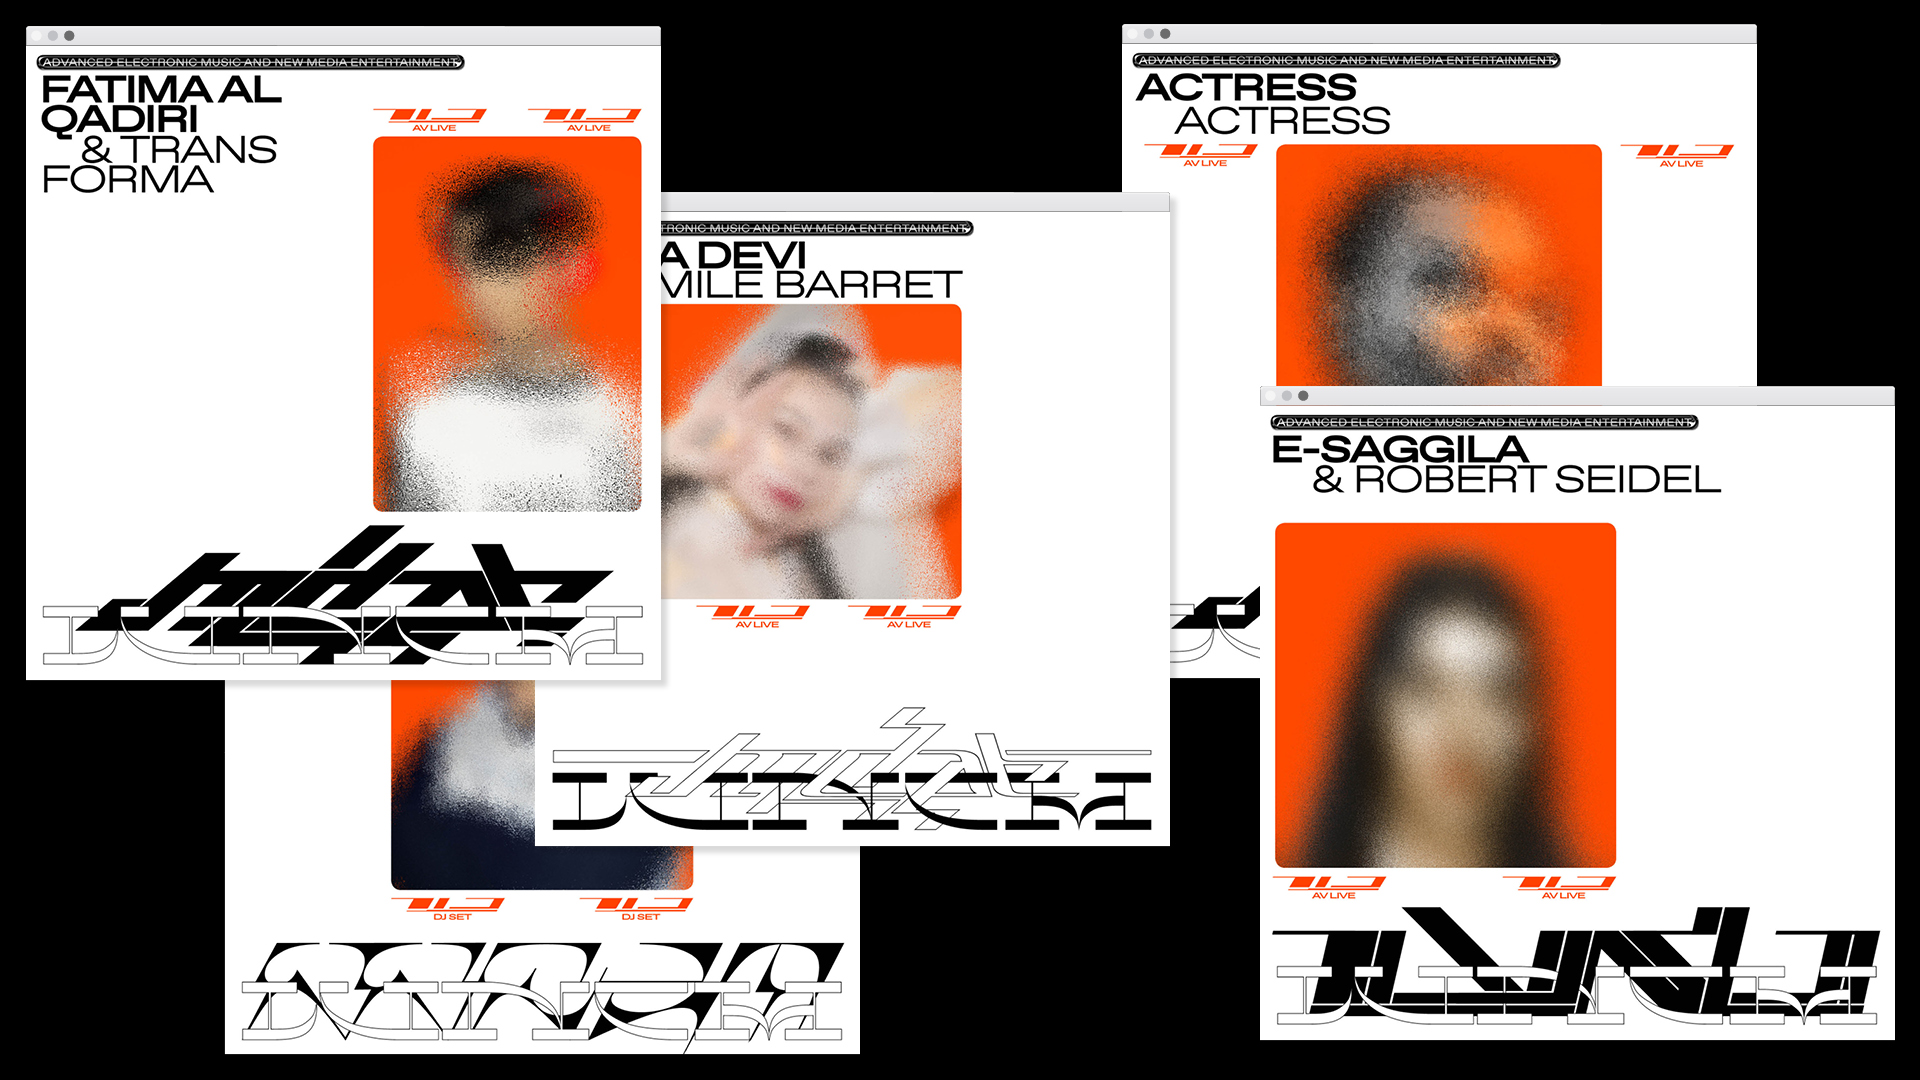 ADVANCED ELECTRONIC MUSIC AND NEW MEDIA ENTERTAINMENT
FATIMA AL
QADIRI
& TRANS
FORMA
AV LIVE AV LIVE
TRONIC MUSIC AND NEW MEDIA ENTERTAINMENT
A DEVI
MILE BARRET
AV LIVE AV LIVE
DJ SET DJ SET
ADVANCED ELECTRONIC MUSIC AND NEW MEDIA ENTERTAINMENT
ACTRESS
ACTRESS
AV LIVE AV LIVE
ADVANCED ELECTRONIC MUSIC AND NEW MEDIA ENTERTAINMENT
E-SAGGILA
& ROBERT SEIDEL
AV LIVE AV LIVE